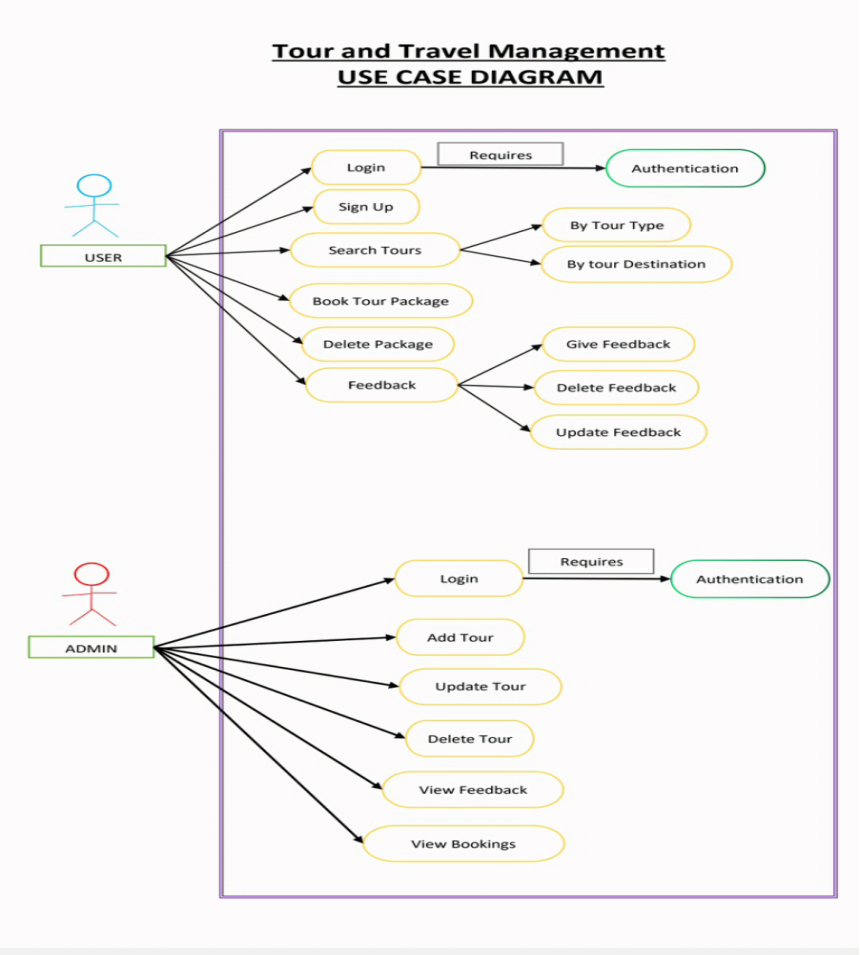 Tour and Travel Management
USE CASE DIAGRAM
Login
Requires
Authentication
Sign Up
USER
Search Tours
By Tour Type
By tour Destination
Book Tour Package
Delete Package
Give Feedback
Feedback
Delete Feedback
Update Feedback
Login
Requires
Authentication
ADMIN
Add Tour
Update Tour
Delete Tour
View Feedback
View Bookings